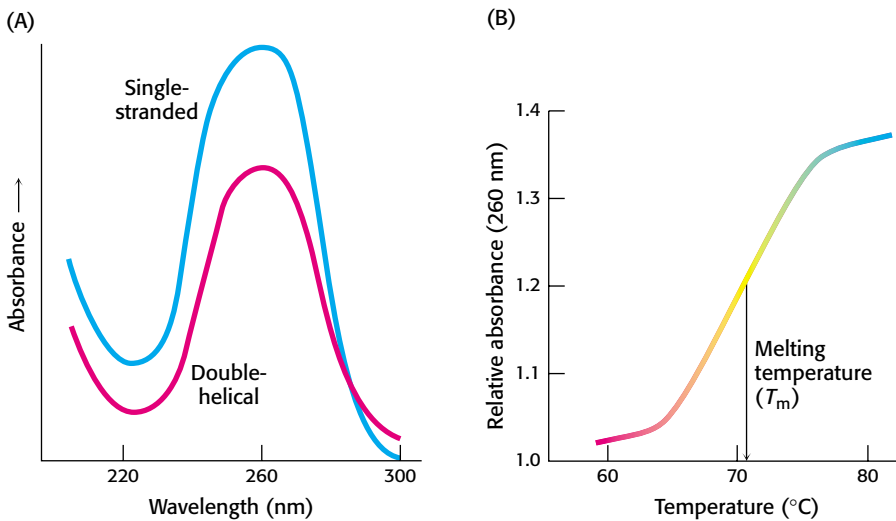 (A)
Absorbance
Single-
stranded
Double-
helical
220
260
300
Wavelength (nm)
(B)
Relative absorbance (260 nm)
1.4
1.3
1.2
1.1
1.0
Melting
temperature
(Tm)
60
70
80
Temperature (°C)